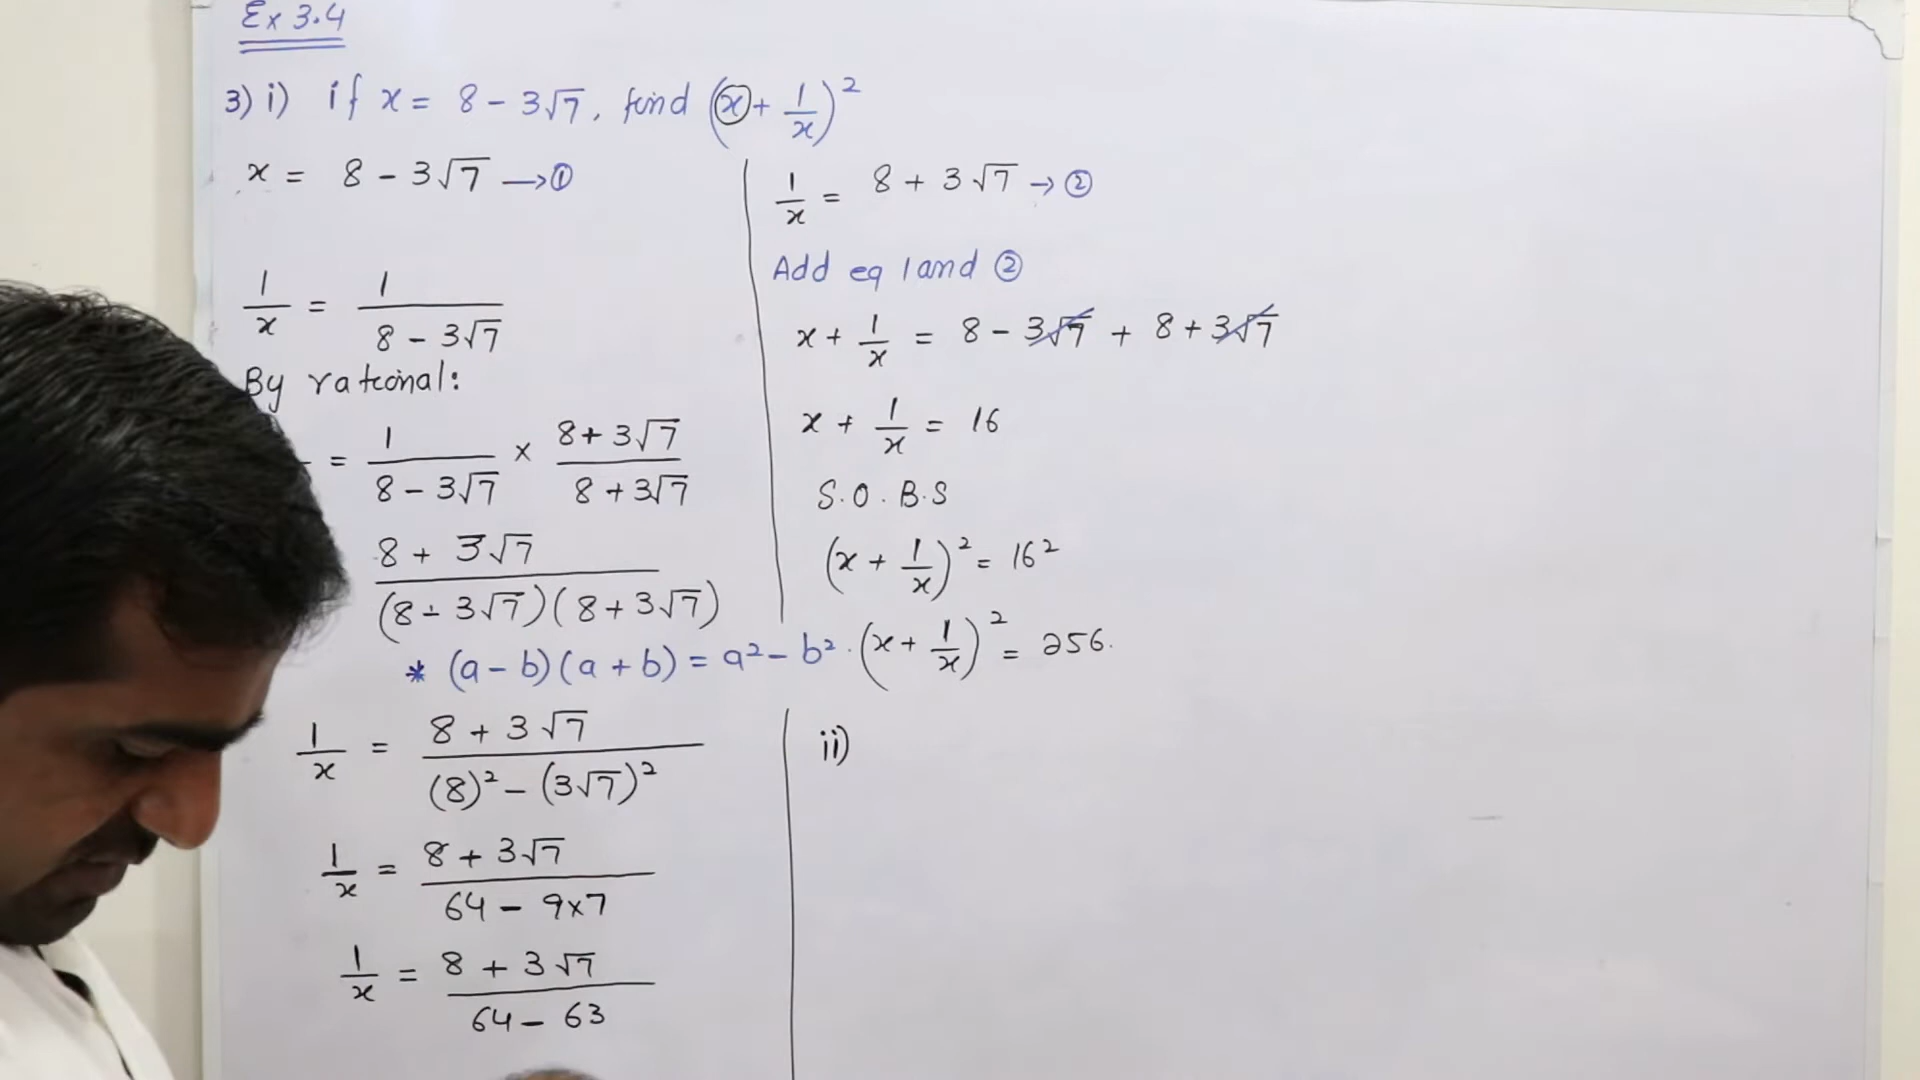 Ex 3.4
3) i) if x = 8 - 3√7, find (x + 1/x)²
x = 8 - 3√7 → ①
1/x = 1/(8 - 3√7)
By rational:
= 1/(8 - 3√7) × (8 + 3√7)/(8 + 3√7)
(8 + 3√7)/((8 - 3√7)(8 + 3√7))
* (a - b)(a + b) = a² - b²
1/x = (8 + 3√7)/((8)² - (3√7)²)
1/x = (8 + 3√7)/(64 - 9×7)
1/x = (8 + 3√7)/(64 - 63)
1/x = 8 + 3√7 → ②
Add eq 1 and ②
x + 1/x = 8 - 3√7 + 8 + 3√7
x + 1/x = 16
S.O.B.S
(x + 1/x)² = 16²
(x + 1/x)² = 256.
ii)